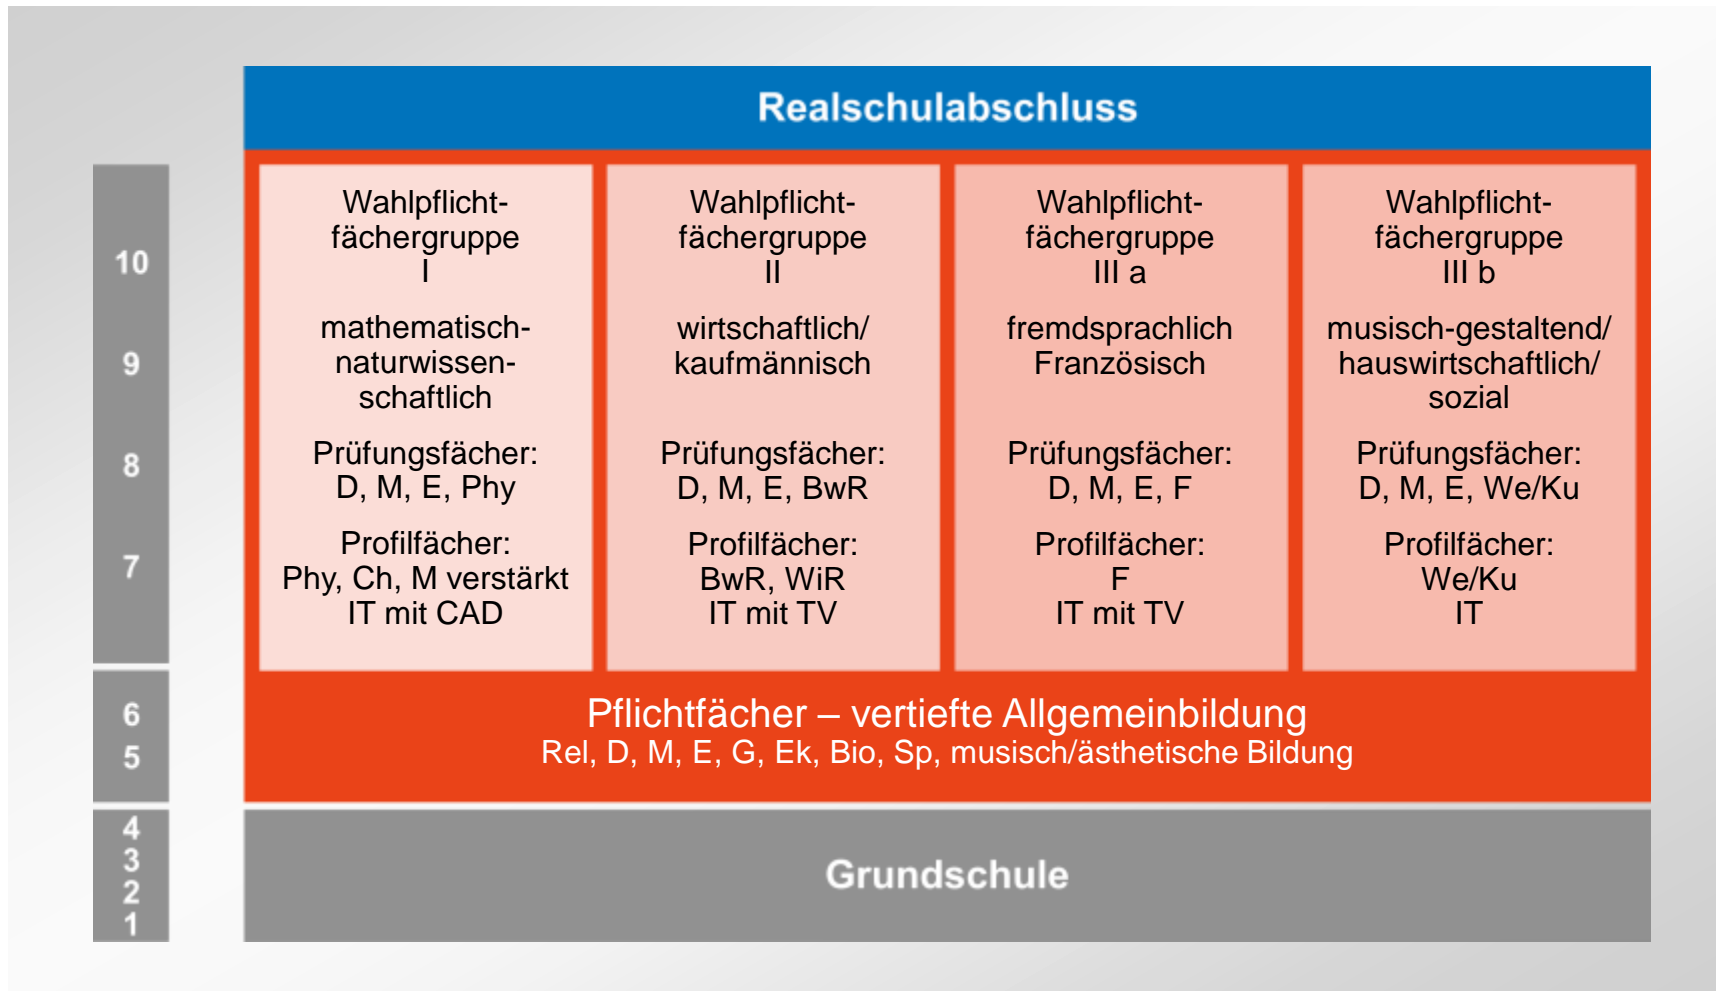 Realschulabschluss
10
9
8
7
Wahlpflicht-
fächergruppe
I
mathematisch-
naturwissen-
schaftlich
Prüfungsfächer:
D, M, E, Phy
Profilfächer:
Phy, Ch, M verstärkt
IT mit CAD
Wahlpflicht-
fächergruppe
II
wirtschaftlich/
kaufmännisch
Prüfungsfächer:
D, M, E, BwR
Profilfächer:
BwR, WiR
IT mit TV
Wahlpflicht-
fächergruppe
III a
fremdsprachlich
Französisch
Prüfungsfächer:
D, M, E, F
Profilfächer:
F
IT mit TV
Wahlpflicht-
fächergruppe
III b
musisch-gestaltend/
hauswirtschaftlich/
sozial
Prüfungsfächer:
D, M, E, We/Ku
Profilfächer:
We/Ku
IT
6
5
Pflichtfächer – vertiefte Allgemeinbildung
Rel, D, M, E, G, Ek, Bio, Sp, musisch/ästhetische Bildung
4
3
2
1
Grundschule